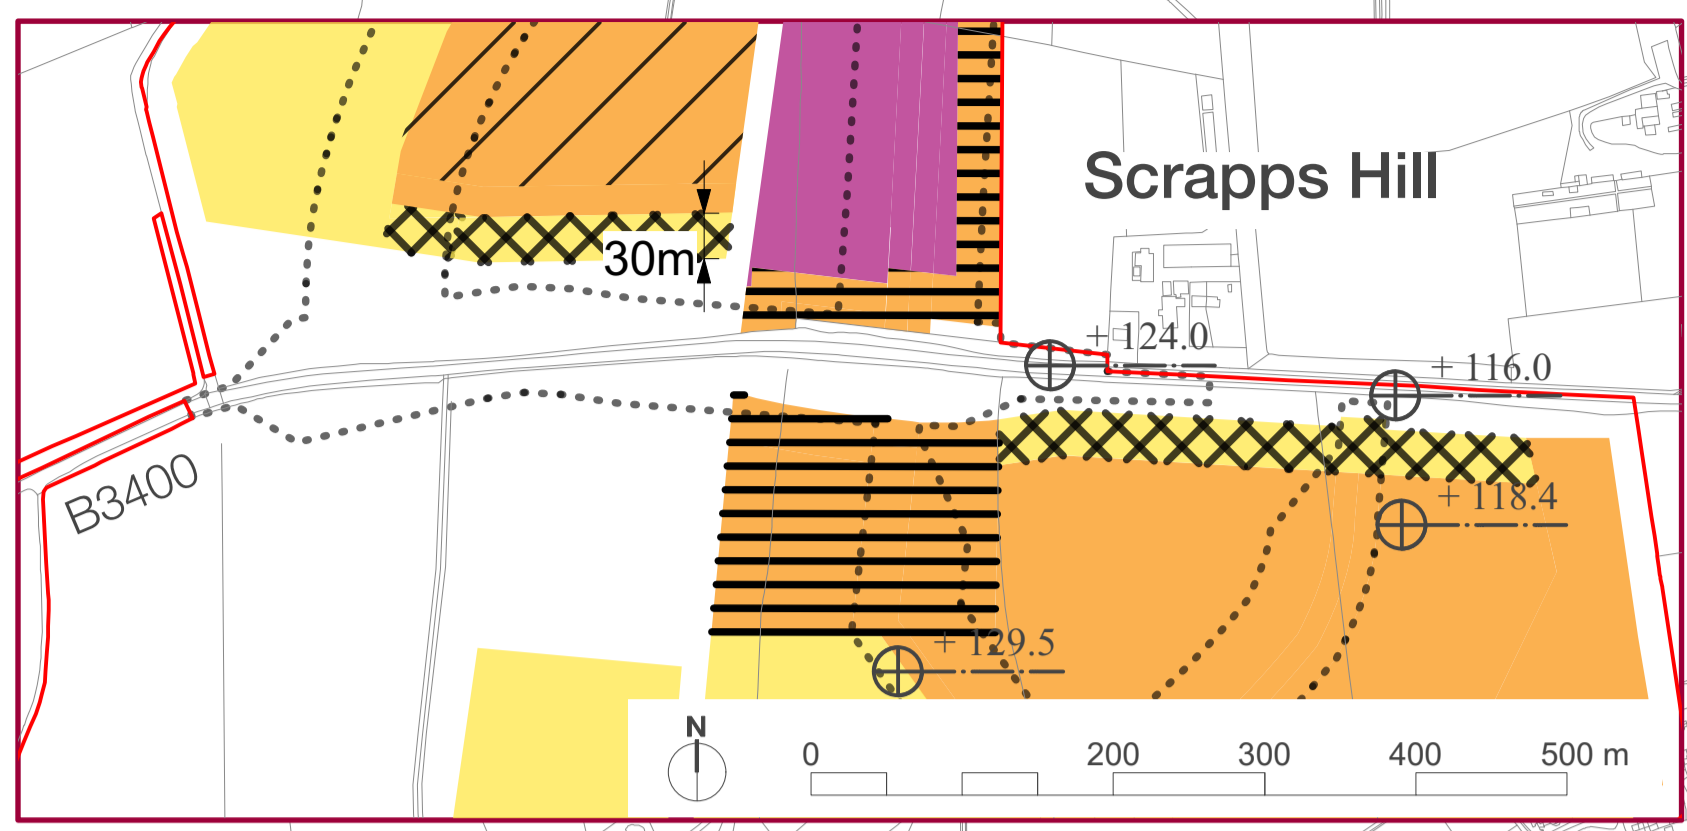 Scrapps Hill
30m
+ 124.0
+ 116.0
B3400
+ 118.4
+ 129.5
N
0 200 300 400 500 m